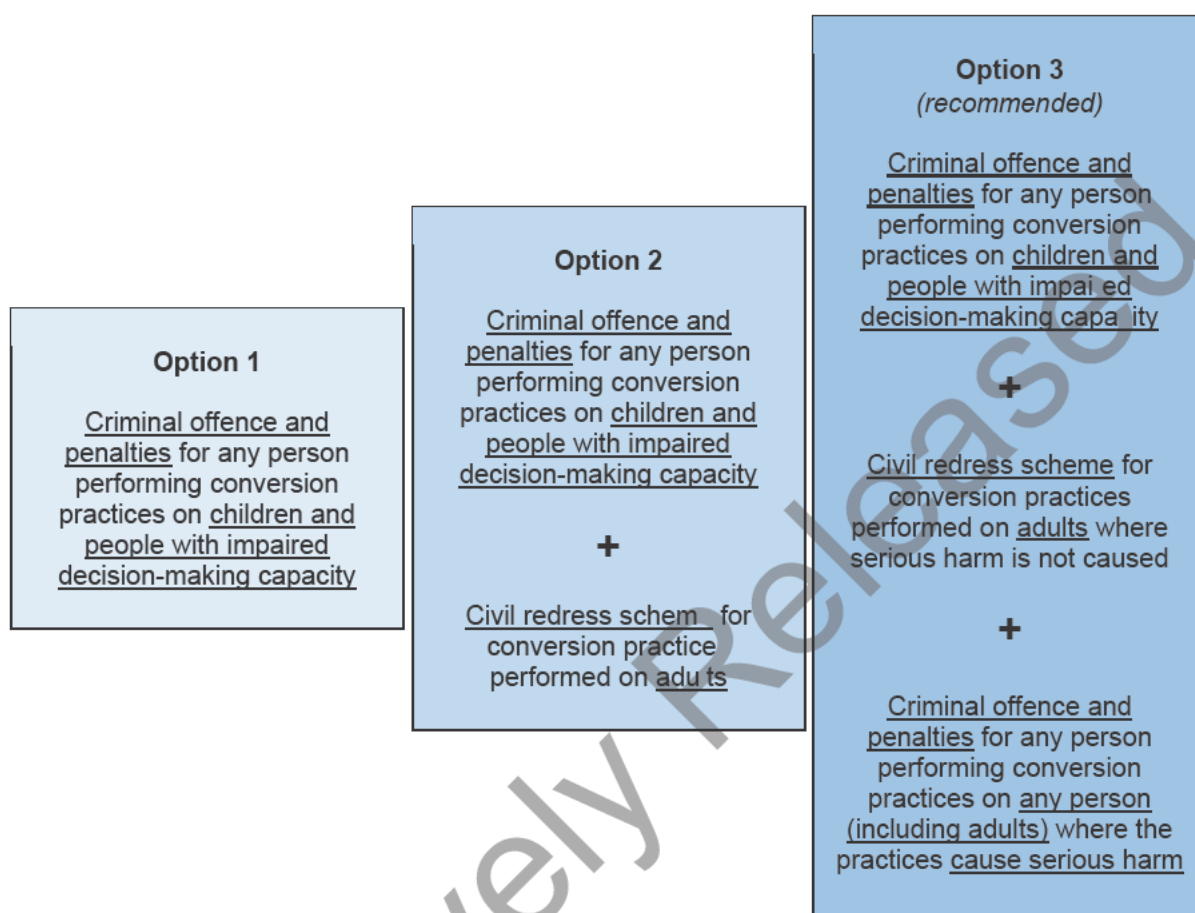 Option 1
Criminal offence and
penalties for any person
performing conversion
practices on children and
people with impaired
decision-making capacity
Option 2
Criminal offence and
penalties for any person
performing conversion
practices on children and
people with impaired
decision-making capacity
+
Civil redress schem for
conversion practice
performed on adu ts
Option 3
(recommended)
Criminal offence and
penalties for any person
performing conversion
practices on children and
people with impai ed
decision-making capa ity
+
Civil redress scheme for
conversion practices
performed on adults where
serious harm is not caused
+
Criminal offence and
penalties for any person
performing conversion
practices on any person
(including adults) where the
practices cause serious harm
vely Released